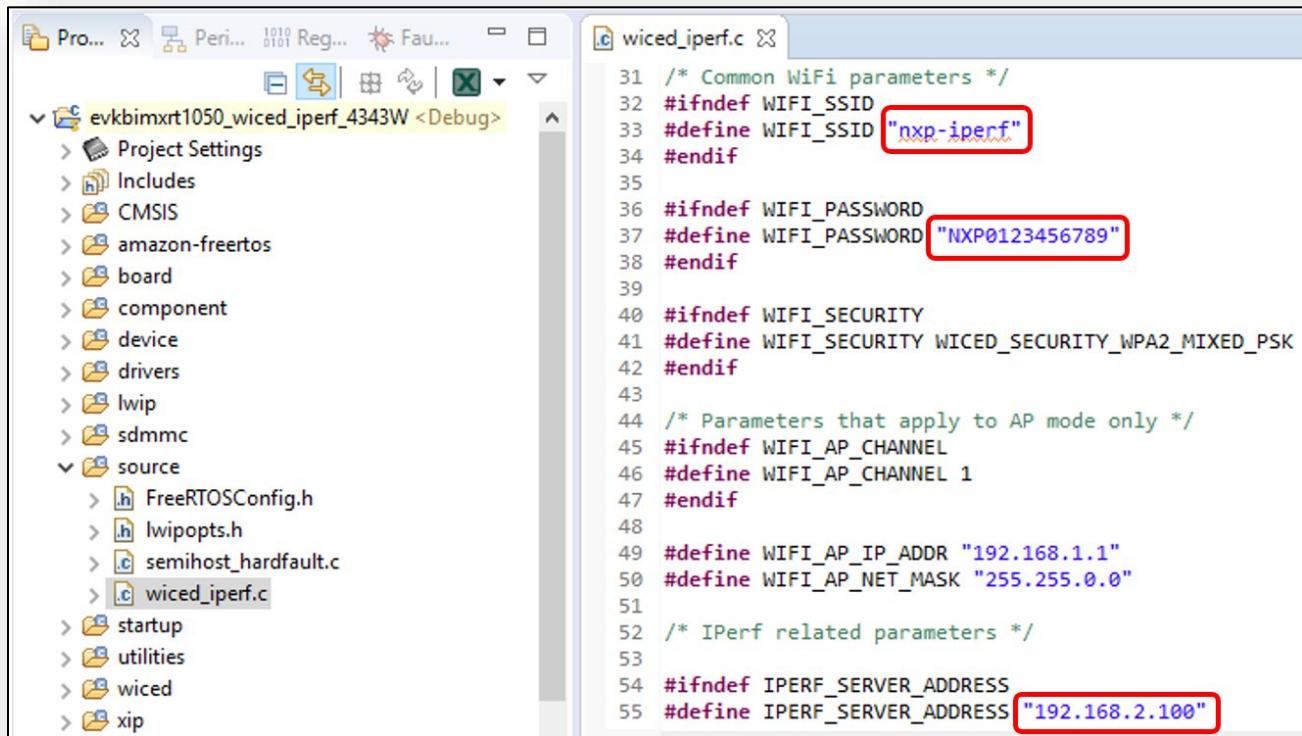 Pro... Peri... Reg... Fau...
evkbimxrt1050_wiced_iperf_4343W <Debug>
Project Settings
Includes
CMSIS
amazon-freertos
board
component
device
drivers
lwip
sdmmc
source
FreeRTOSConfig.h
lwipopts.h
semihost_hardfault.c
wiced_iperf.c
startup
utilities
wiced
xip
wiced_iperf.c
31 /* Common WiFi parameters */
32 #ifndef WIFI_SSID
33 #define WIFI_SSID "nxp-iperf"
34 #endif
35
36 #ifndef WIFI_PASSWORD
37 #define WIFI_PASSWORD "NXP0123456789"
38 #endif
39
40 #ifndef WIFI_SECURITY
41 #define WIFI_SECURITY WICED_SECURITY_WPA2_MIXED_PSK
42 #endif
43
44 /* Parameters that apply to AP mode only */
45 #ifndef WIFI_AP_CHANNEL
46 #define WIFI_AP_CHANNEL 1
47 #endif
48
49 #define WIFI_AP_IP_ADDR "192.168.1.1"
50 #define WIFI_AP_NET_MASK "255.255.0.0"
51
52 /* IPerf related parameters */
53
54 #ifndef IPERF_SERVER_ADDRESS
55 #define IPERF_SERVER_ADDRESS "192.168.2.100"